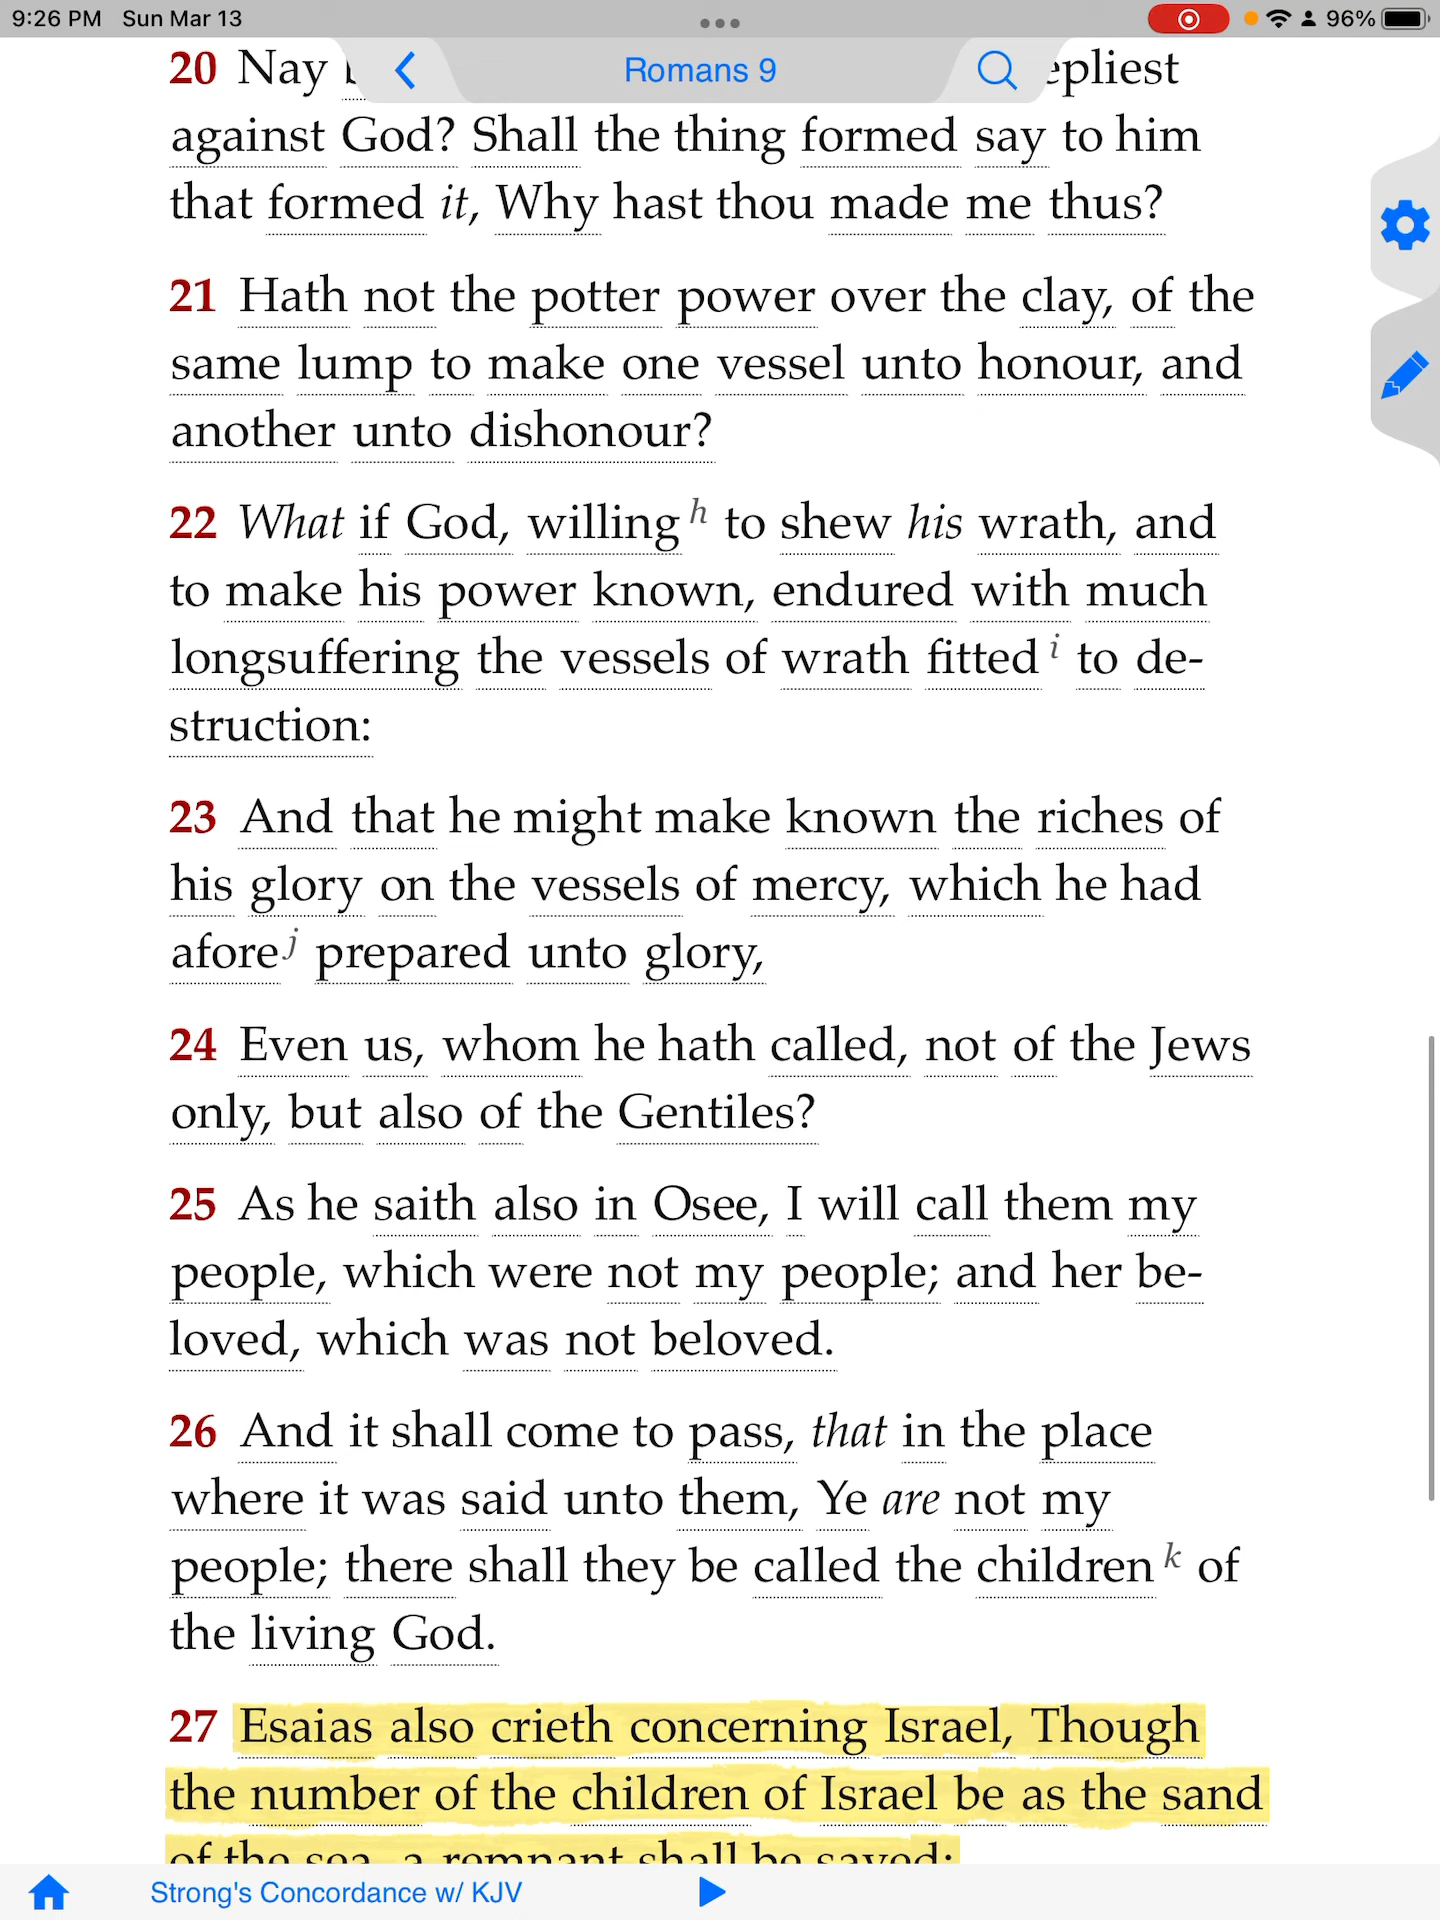 9:26 PM Sun Mar 13
96%
20 Nay
Romans 9
epliest
against God? Shall the thing formed say to him
that formed it, Why hast thou made me thus?
21 Hath not the potter power over the clay, of the
same lump to make one vessel unto honour, and
another unto dishonour?
22 What if God, willing h to shew his wrath, and
to make his power known, endured with much
longsuffering the vessels of wrath fitted i to de-
struction:
23 And that he might make known the riches of
his glory on the vessels of mercy, which he had
afore j prepared unto glory,
24 Even us, whom he hath called, not of the Jews
only, but also of the Gentiles?
25 As he saith also in Osee, I will call them my
people, which were not my people; and her be-
loved, which was not beloved.
26 And it shall come to pass, that in the place
where it was said unto them, Ye are not my
people; there shall they be called the children k of
the living God.
27 Esaias also crieth concerning Israel, Though
the number of the children of Israel be as the sand
of the sea, a remnant shall be saved:
Strong's Concordance w/ KJV